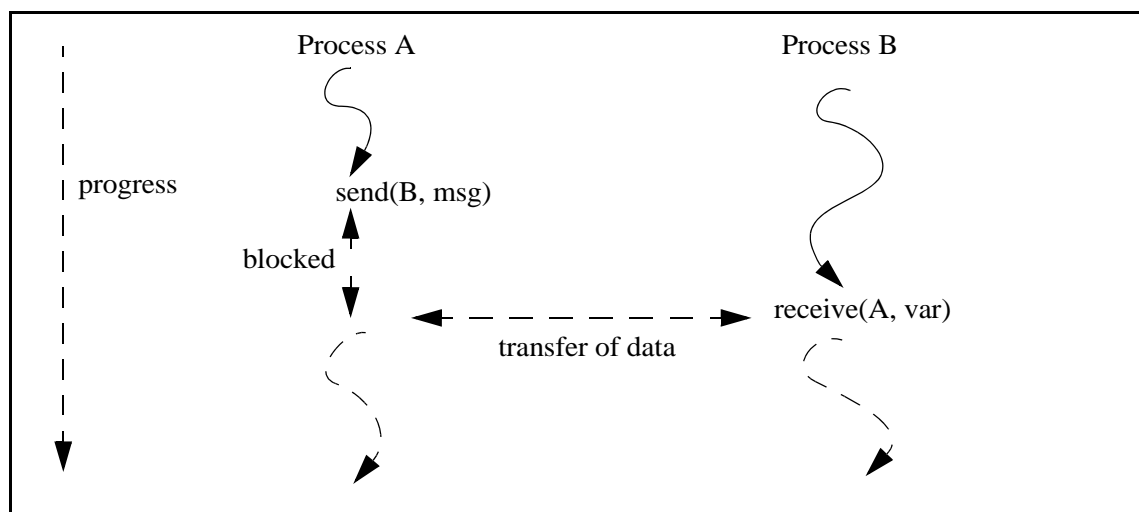 Process A
Process B
progress
send(B, msg)
blocked
receive(A, var)
transfer of data